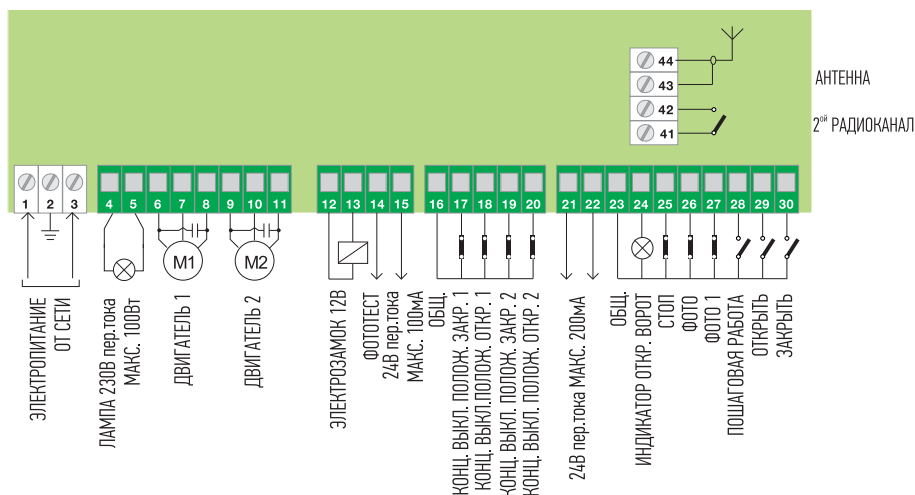 44
43
АНТЕННА
42
41
2ой РАДИОКАНАЛ
1 2 3 4 5 6 7 8 9 10 11 12 13 14 15 16 17 18 19 20 21 22 23 24 25 26 27 28 29 30
M1 M2
ЭЛЕКТРОПИТАНИЕ
ОТ СЕТИ
ЛАМПА 230В пер.тока
МАКС. 100Вт
ДВИГАТЕЛЬ 1
ДВИГАТЕЛЬ 2
ЭЛЕКТРОЗАМОК 12В
ФОТОТЕСТ
24В пер.тока
МАКС. 100мА
ОБЩ.
КОНЦ. ВЫКЛ. ПОЛОЖ. ЗАКР. 1
КОНЦ. ВЫКЛ.ПОЛОЖ. ОТКР. 1
КОНЦ. ВЫКЛ. ПОЛОЖ. ЗАКР. 2
КОНЦ. ВЫКЛ. ПОЛОЖ. ОТКР. 2
24В пер.тока МАКС. 200мА
ОБЩ.
ИНДИКАТОР ОТКР. ВОРОТ
СТОП
ФОТО
ФОТО 1
ПОШАГОВАЯ РАБОТА
ОТКРЫТЬ
ЗАКРЫТЬ